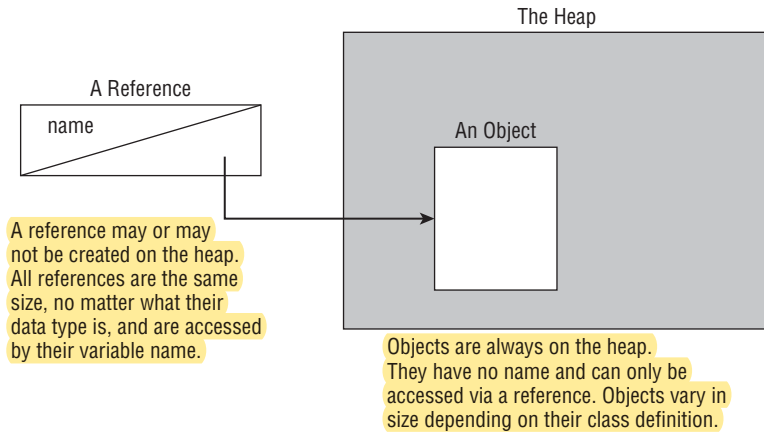 The Heap
A Reference
name
An Object
A reference may or may
not be created on the heap.
All references are the same
size, no matter what their
data type is, and are accessed
by their variable name.
Objects are always on the heap.
They have no name and can only be
accessed via a reference. Objects vary in
size depending on their class definition.